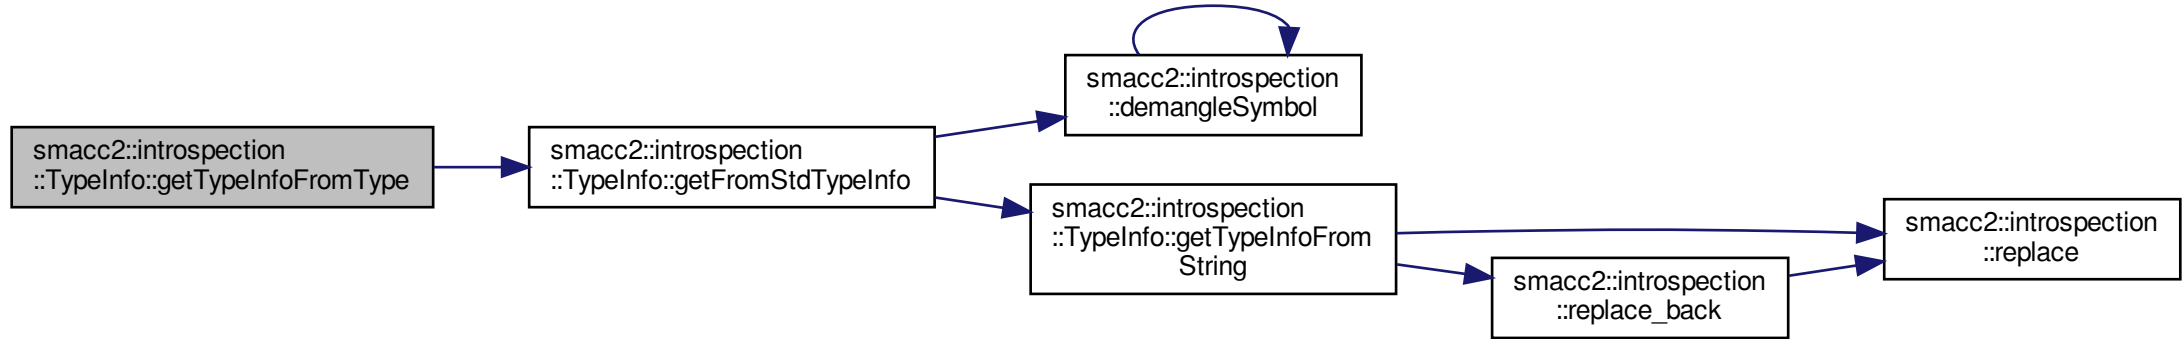 smacc2::introspection
::TypeInfo::getTypeInfoFromType
smacc2::introspection
::TypeInfo::getFromStdTypeInfo
smacc2::introspection
::demangleSymbol
smacc2::introspection
::TypeInfo::getTypeInfoFrom
String
smacc2::introspection
::replace_back
smacc2::introspection
::replace